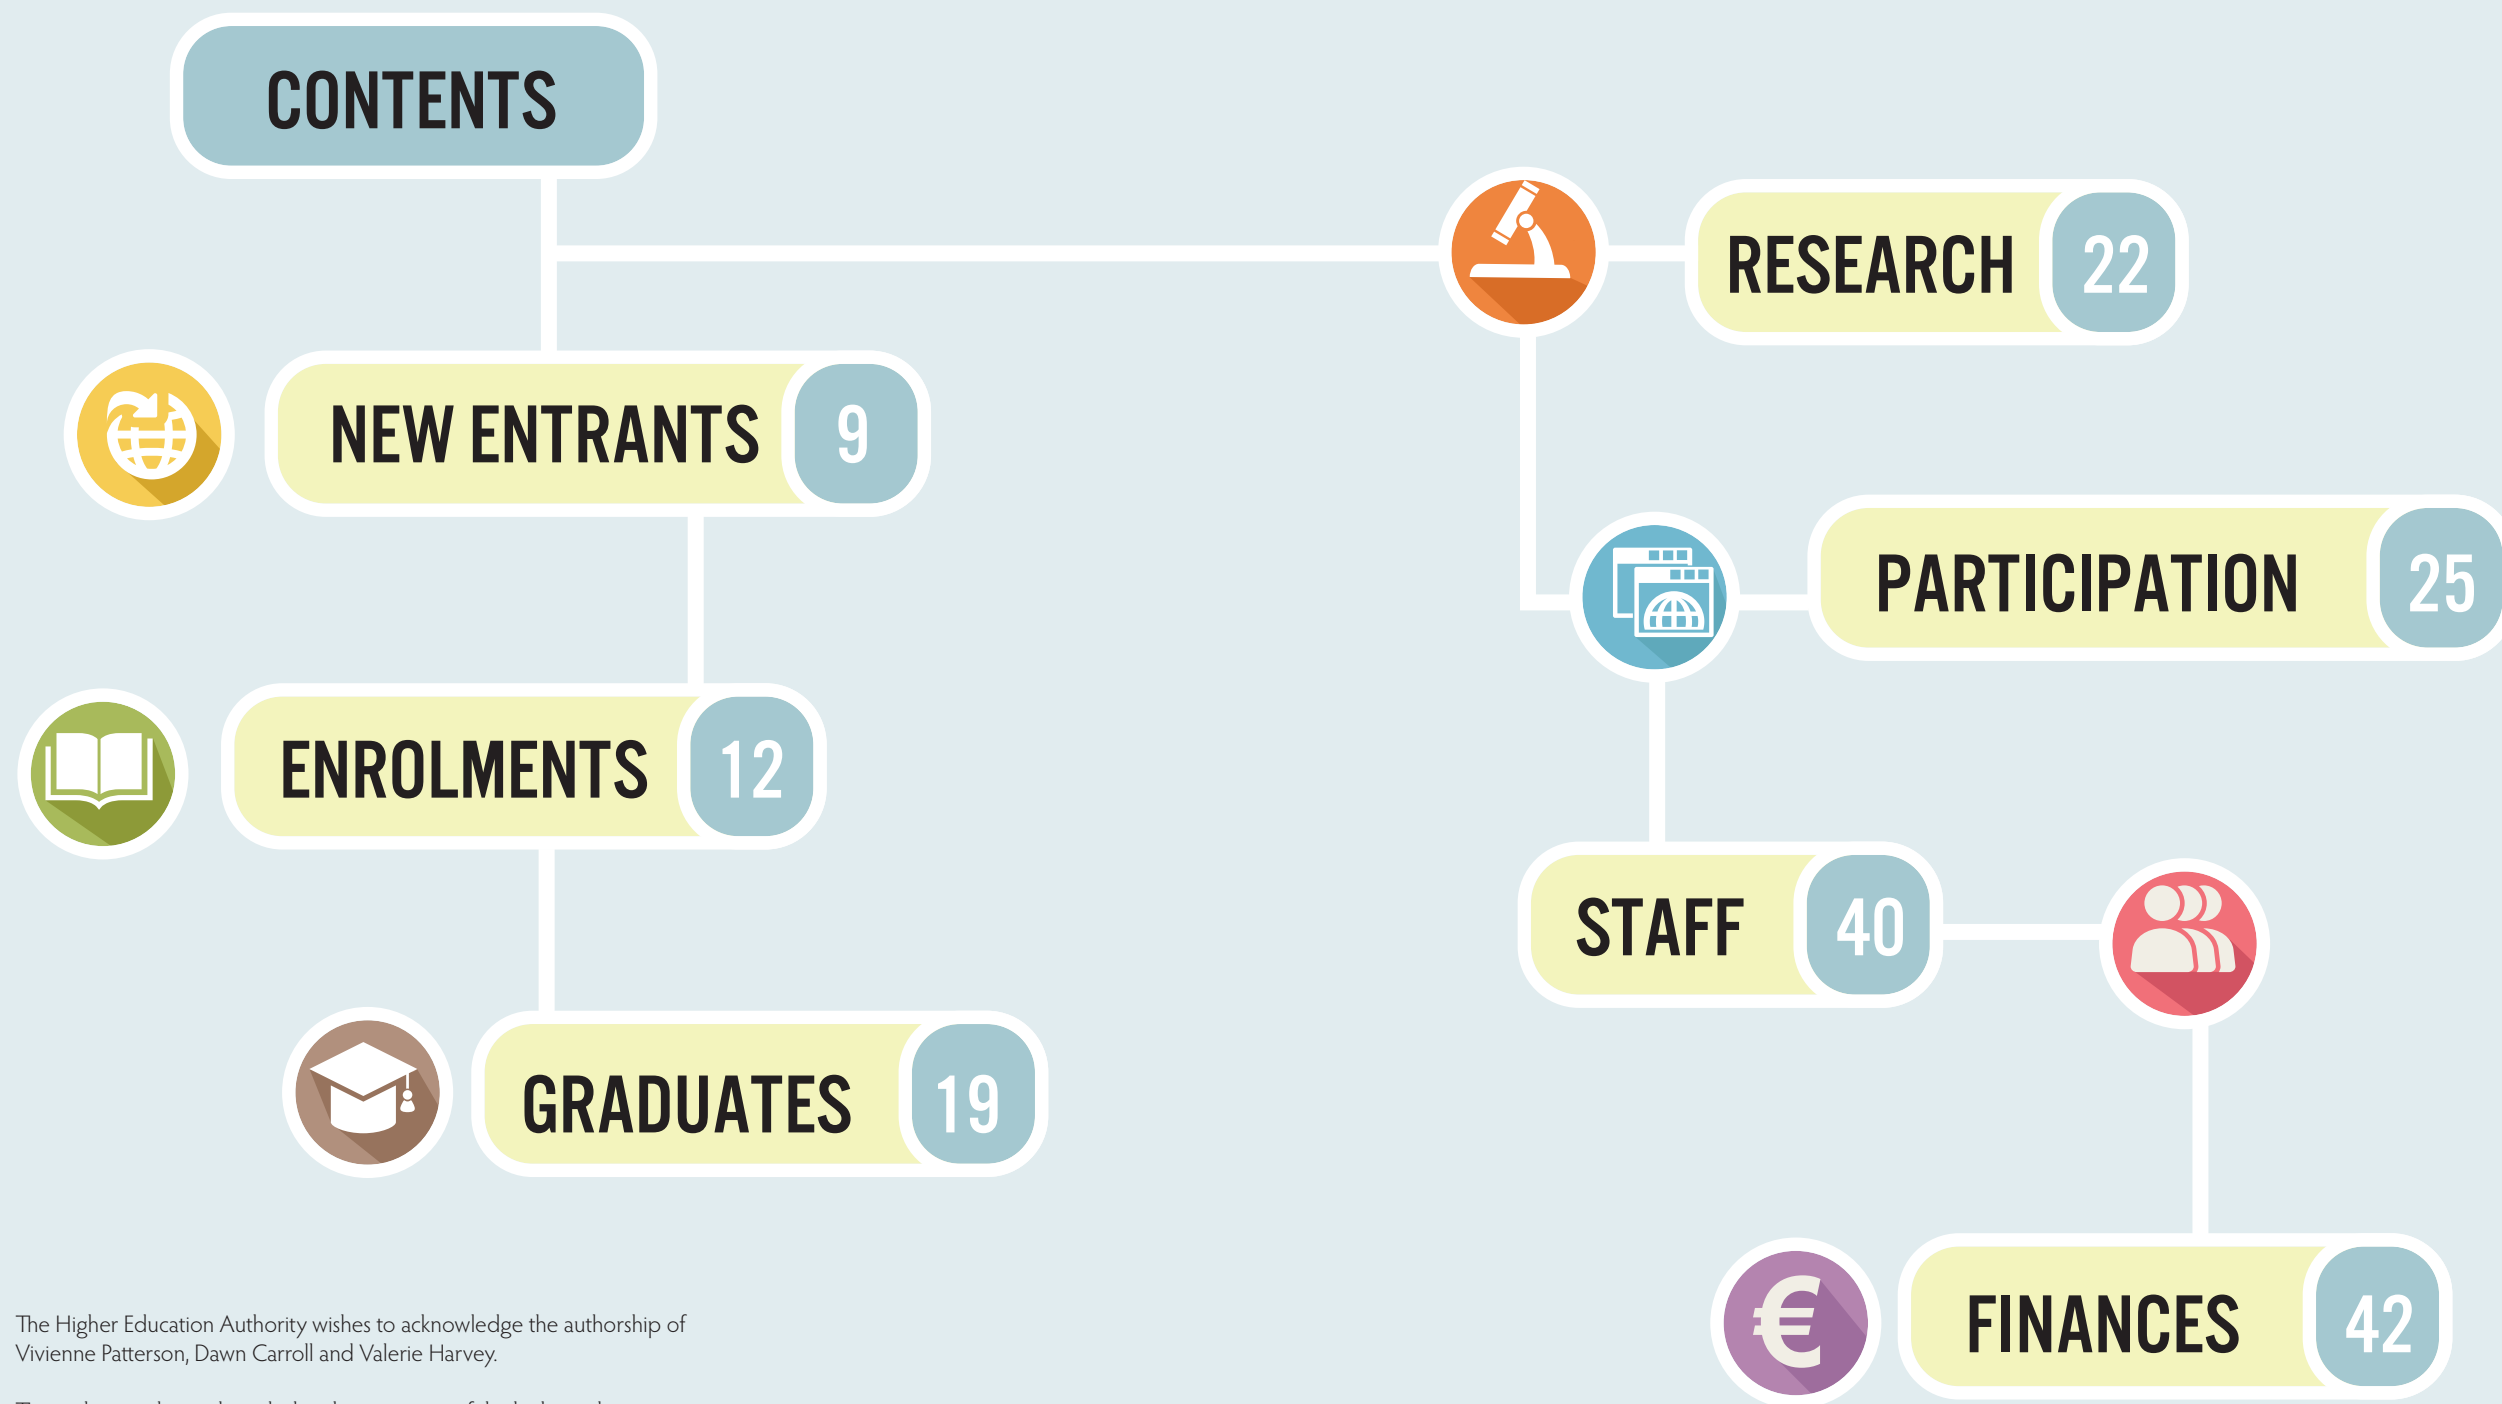 CONTENTS
NEW ENTRANTS 9
ENROLMENTS 12
GRADUATES 19
RESEARCH 22
PARTICIPATION 25
STAFF 40
€
FINANCES 42
The Higher Education Authority wishes to acknowledge the authorship of
Vivienne Patterson, Dawn Carroll and Valerie Harvey.